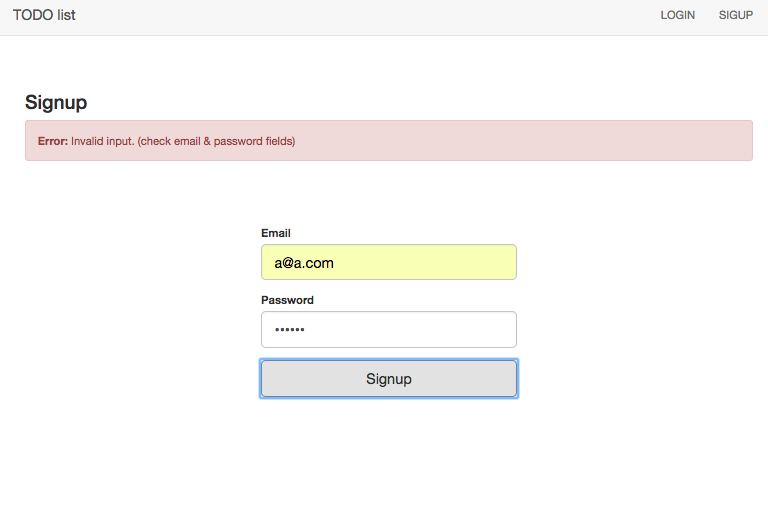 TODO list
LOGIN SIGUP
Signup
Error: Invalid input. (check email & password fields)
Email
a@a.com
Password
••••••
Signup